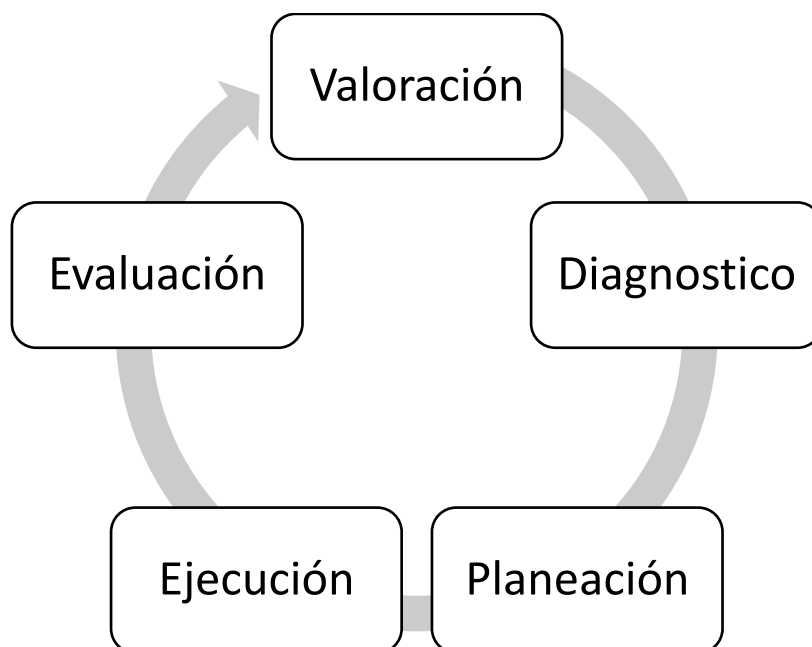 Valoración
Diagnostico
Planeación
Ejecución
Evaluación